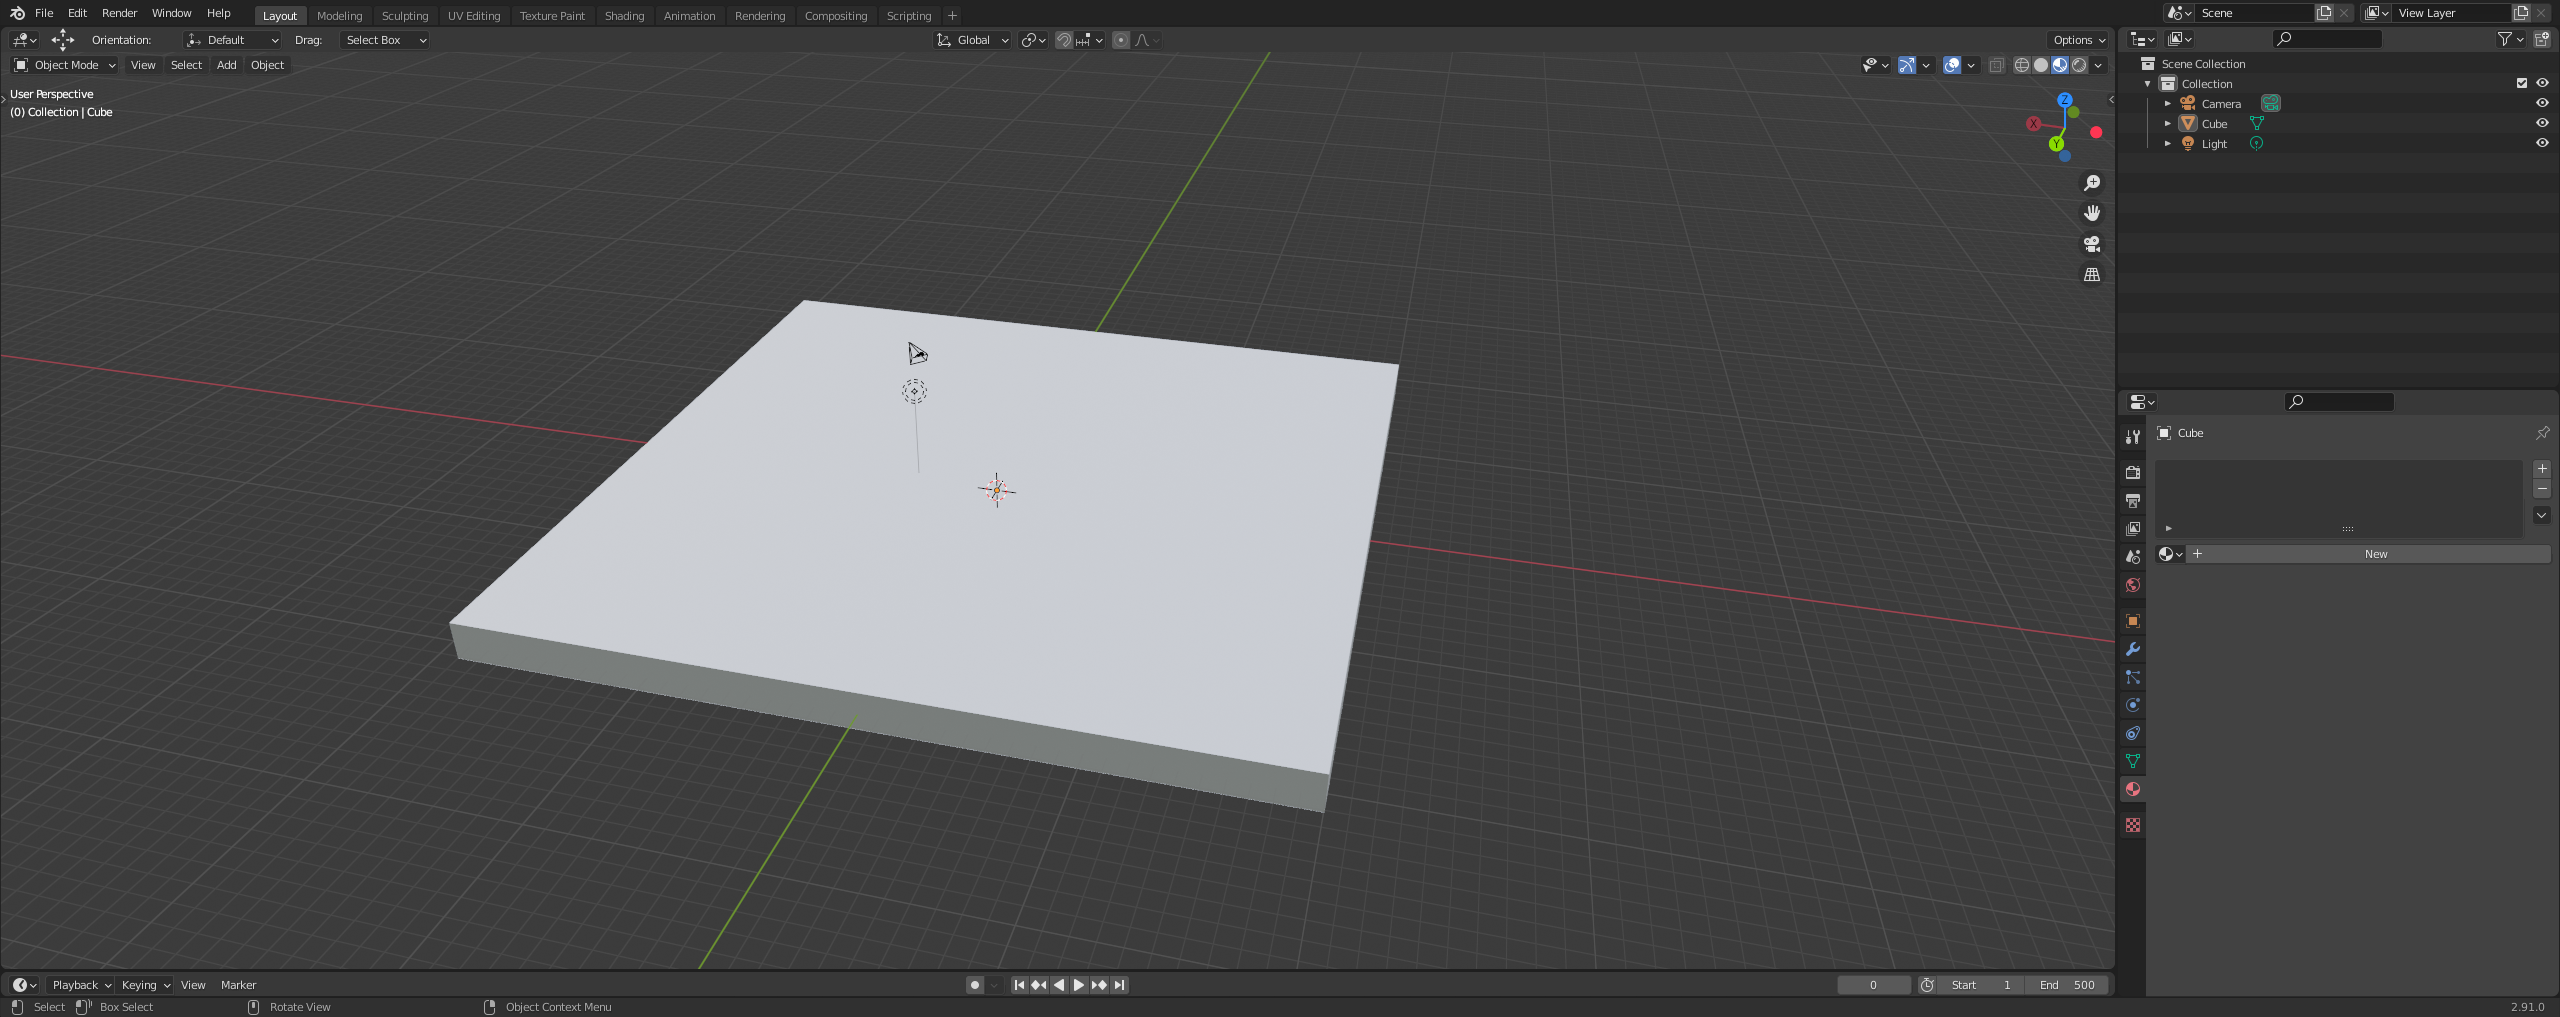 File Edit Render Window Help Layout Modeling Sculpting UV Editing Texture Paint Shading Animation Rendering Compositing Scripting + Scene View Layer
Orientation: Default Drag: Select Box Global Options
Object Mode View Select Add Object
User Perspective
(0) Collection | Cube
X
Y
Z
Scene Collection
Collection
Camera
Cube
Light
Cube
New
Playback Keying View Marker 0 Start 1 End 500
Select Box Select Rotate View Object Context Menu 2.91.0